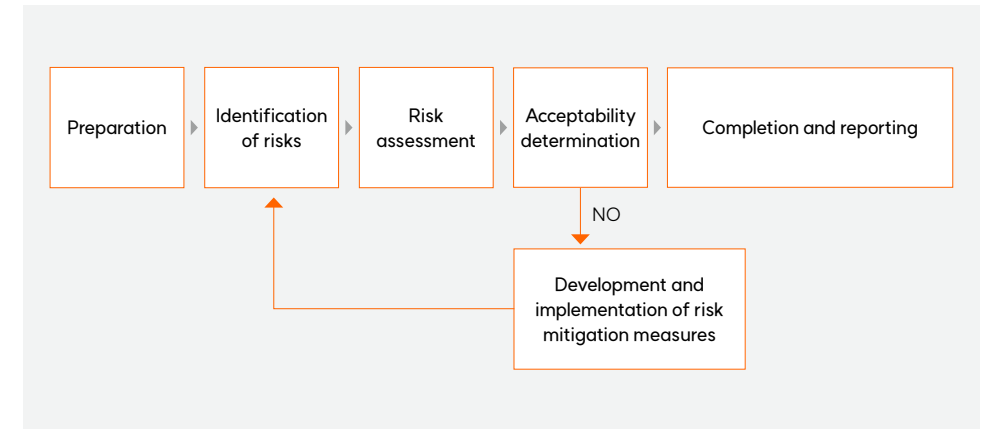 Preparation
Identification
of risks
Risk
assessment
Acceptability
determination
Completion and reporting
NO
Development and
implementation of risk
mitigation measures